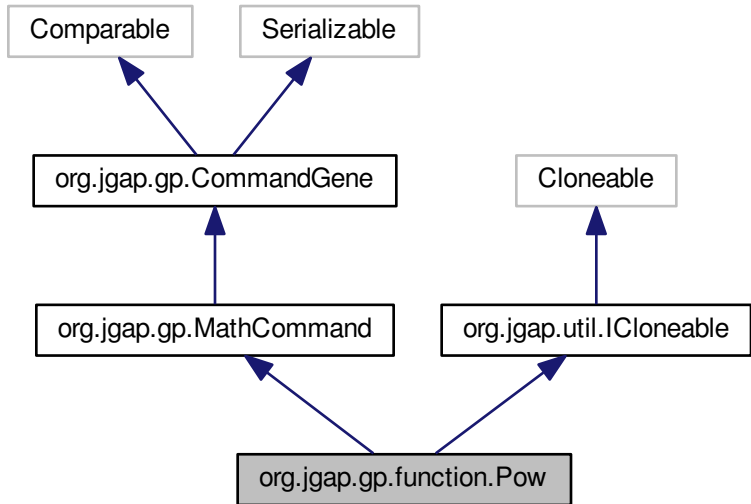 Comparable
Serializable
org.jgap.gp.CommandGene
Cloneable
org.jgap.gp.MathCommand
org.jgap.util.ICloneable
org.jgap.gp.function.Pow